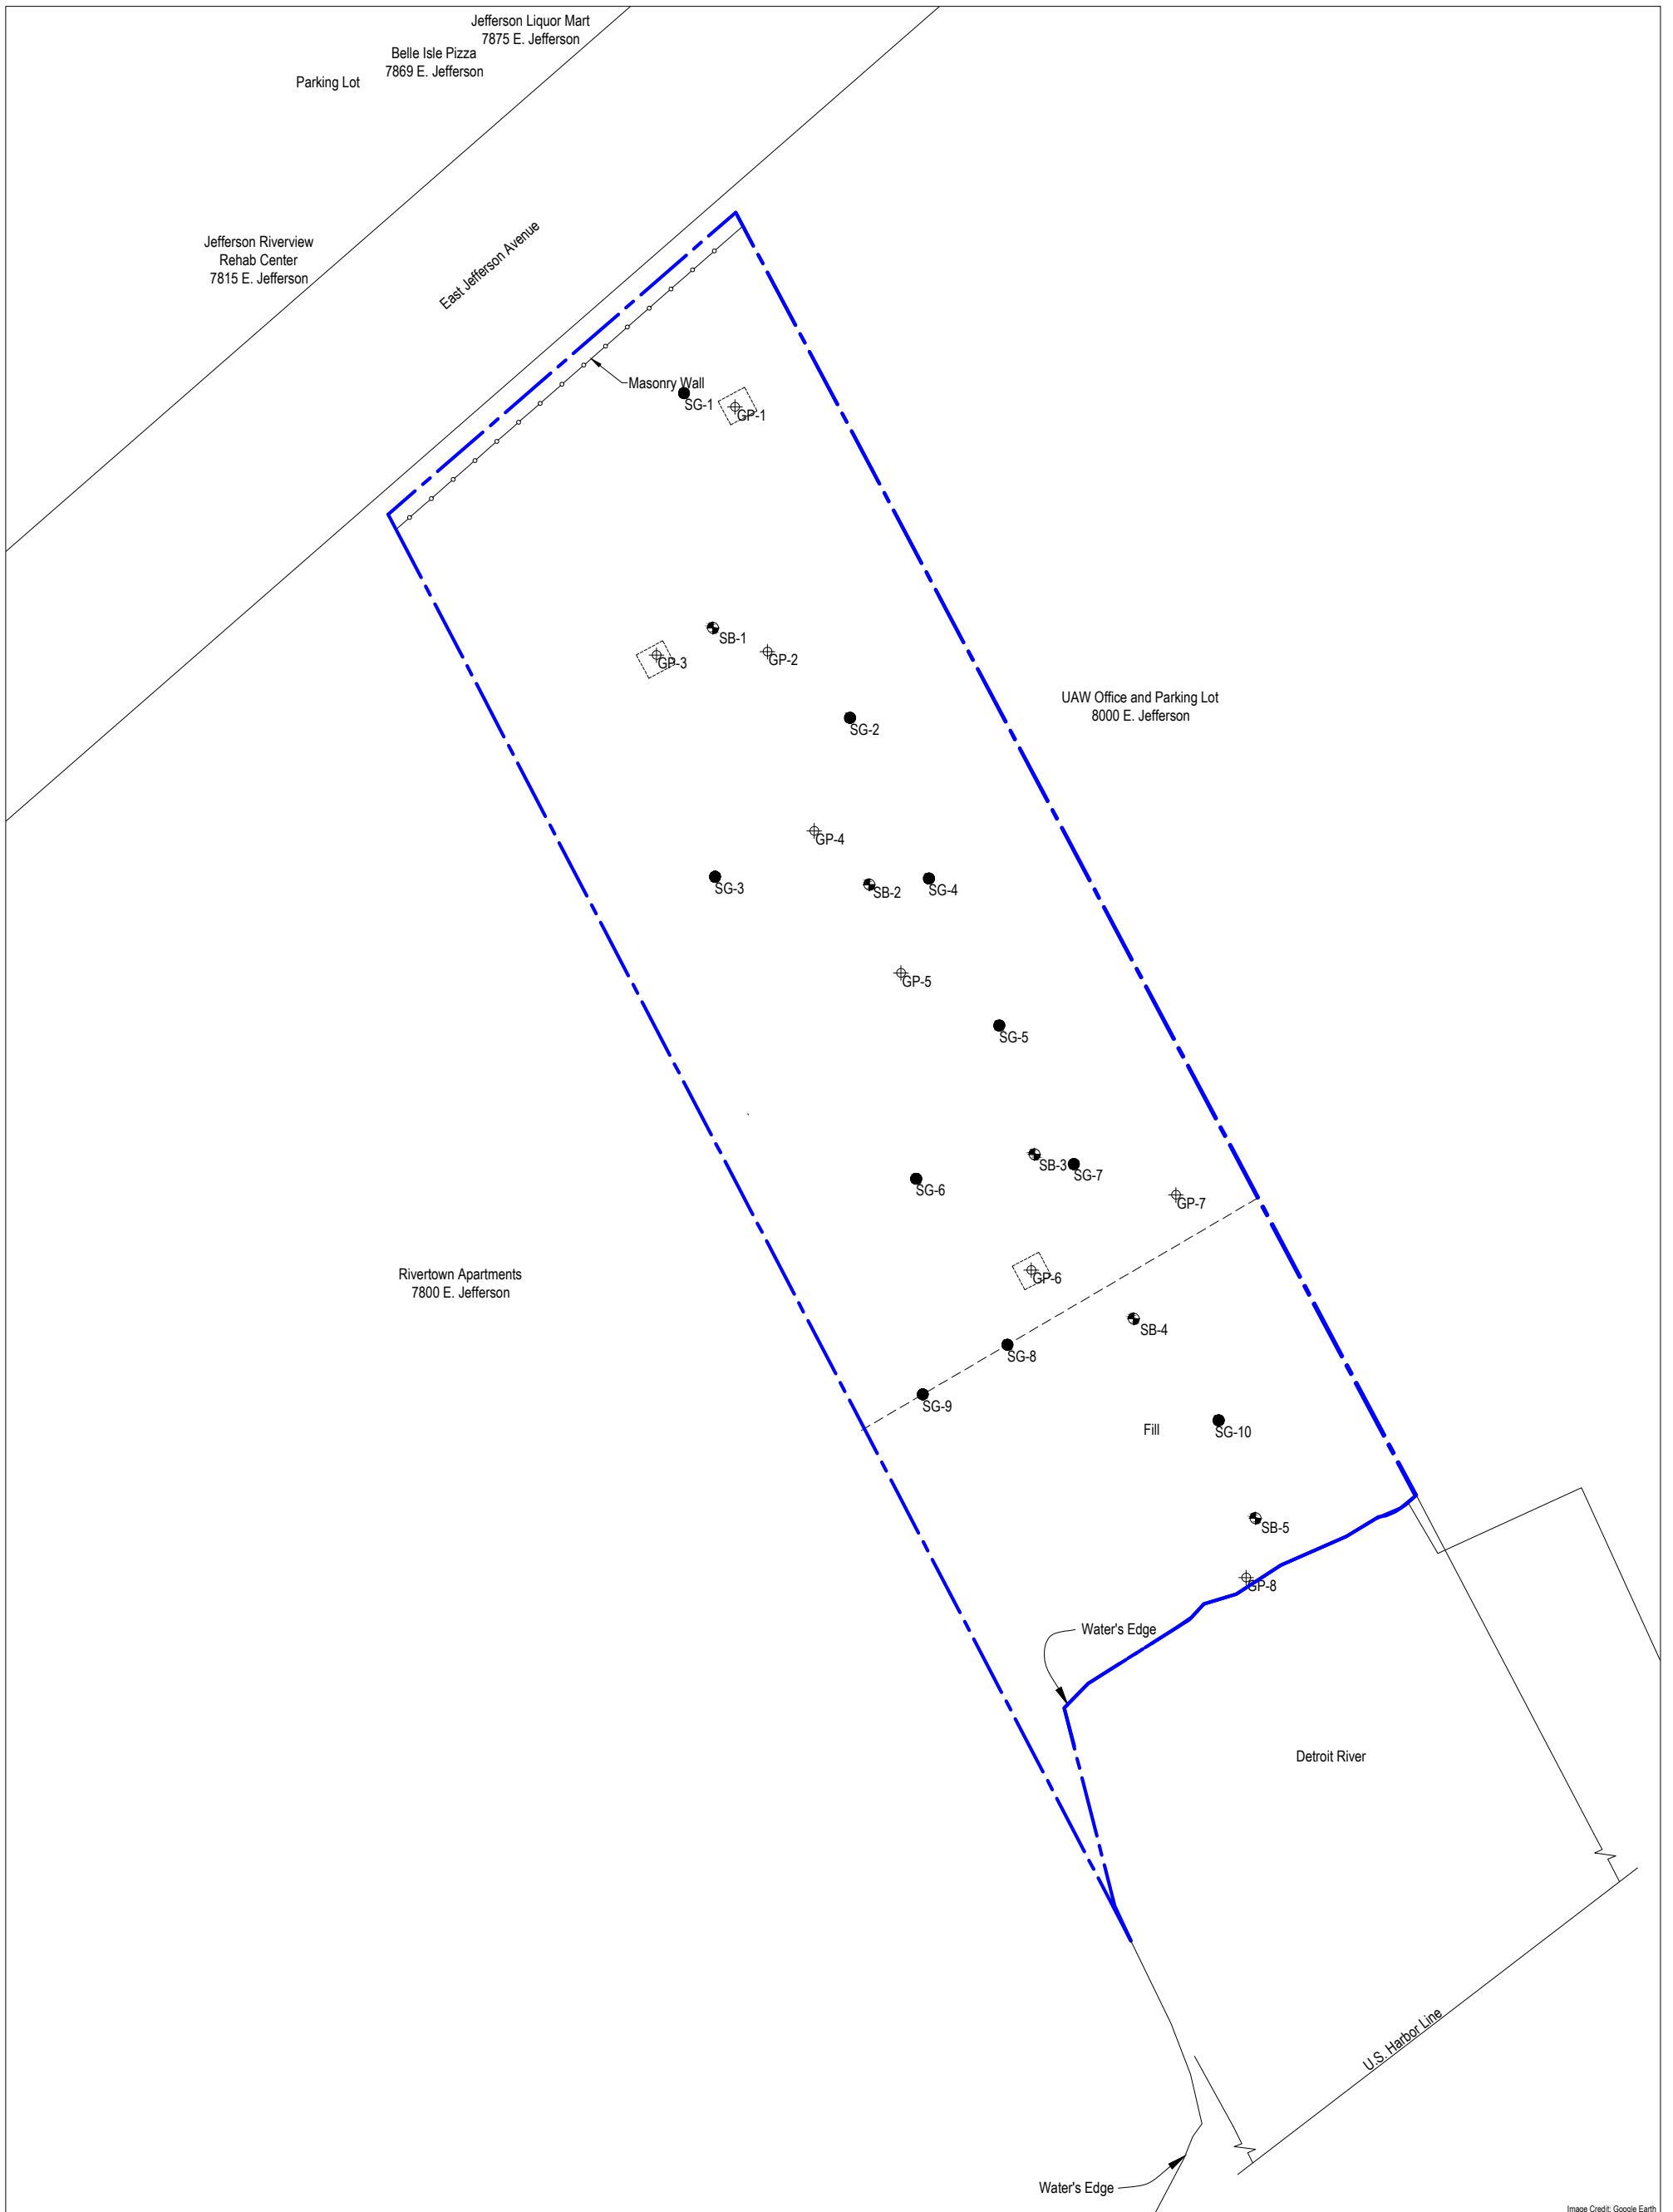 Jefferson Liquor Mart
7875 E. Jefferson
Belle Isle Pizza
7869 E. Jefferson
Parking Lot
Jefferson Riverview
Rehab Center
7815 E. Jefferson
East Jefferson Avenue
Masonry Wall
SG-1
GP-1
SB-1
GP-3
GP-2
UAW Office and Parking Lot
8000 E. Jefferson
SG-2
GP-4
SG-3
SB-2
SG-4
GP-5
SG-5
SB-3
SG-7
SG-6
GP-7
Rivertown Apartments
7800 E. Jefferson
GP-6
SB-4
SG-8
SG-9
Fill
SG-10
SB-5
GP-8
Water's Edge
Detroit River
U.S. Harbor Line
Water's Edge
Image Credit: Google Earth